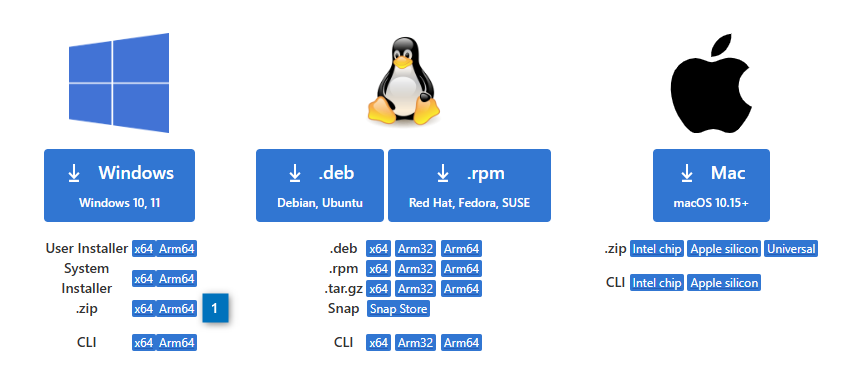 Windows
Windows 10, 11
User Installer x64 Arm64
System
Installer x64 Arm64
.zip x64 Arm64 1
CLI x64 Arm64
.deb
Debian, Ubuntu
.rpm
Red Hat, Fedora, SUSE
.deb x64 Arm32 Arm64
.rpm x64 Arm32 Arm64
.tar.gz x64 Arm32 Arm64
Snap Snap Store
CLI x64 Arm32 Arm64
Mac
macOS 10.15+
.zip Intel chip Apple silicon Universal
CLI Intel chip Apple silicon